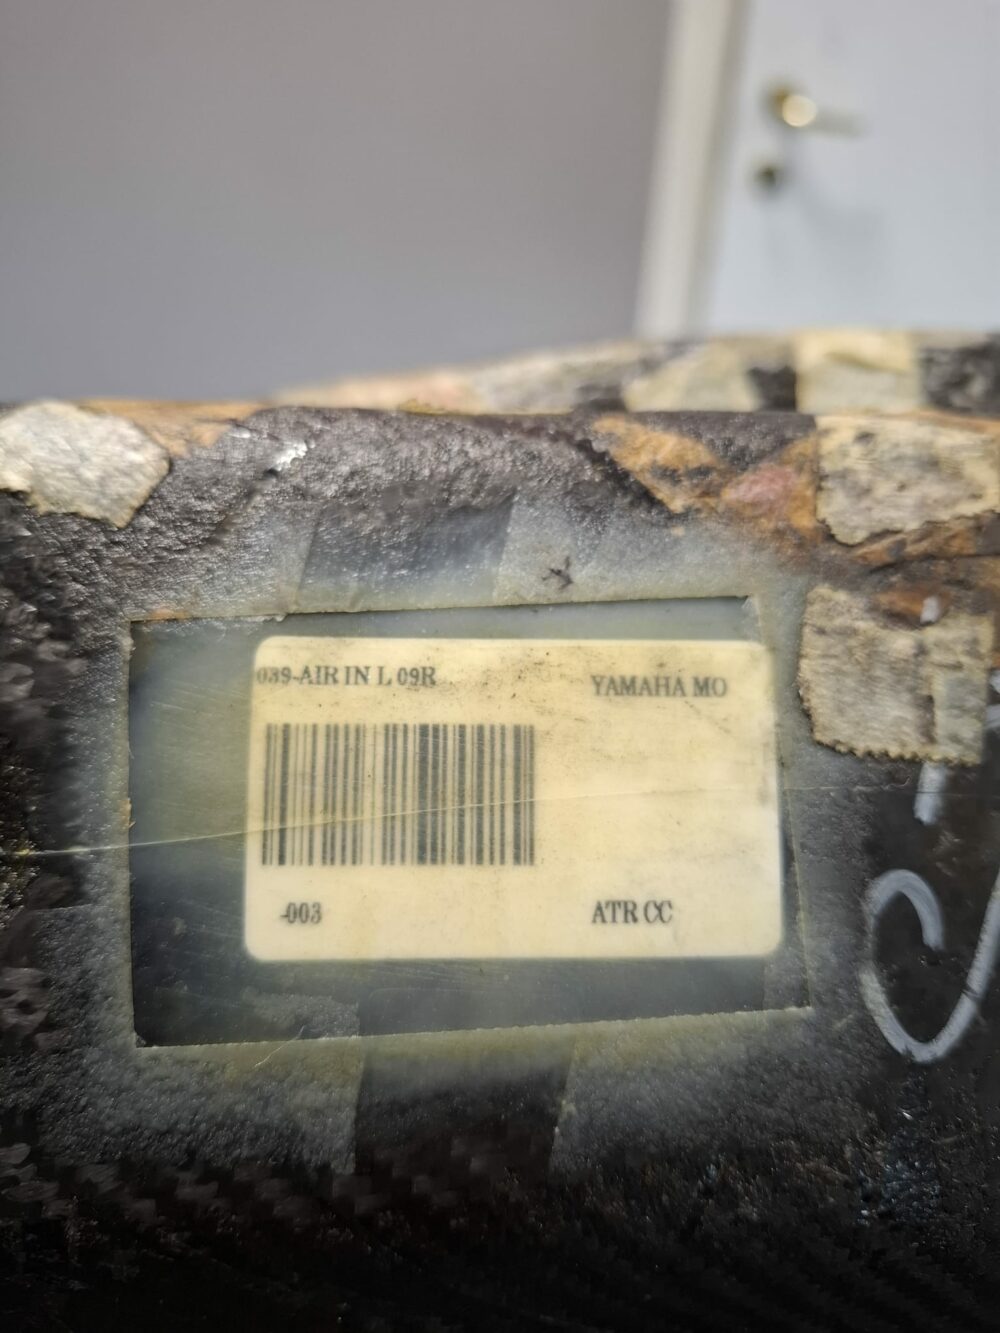 039-AIR IN L 09R
YAMAHA MO
-003
ATR CC